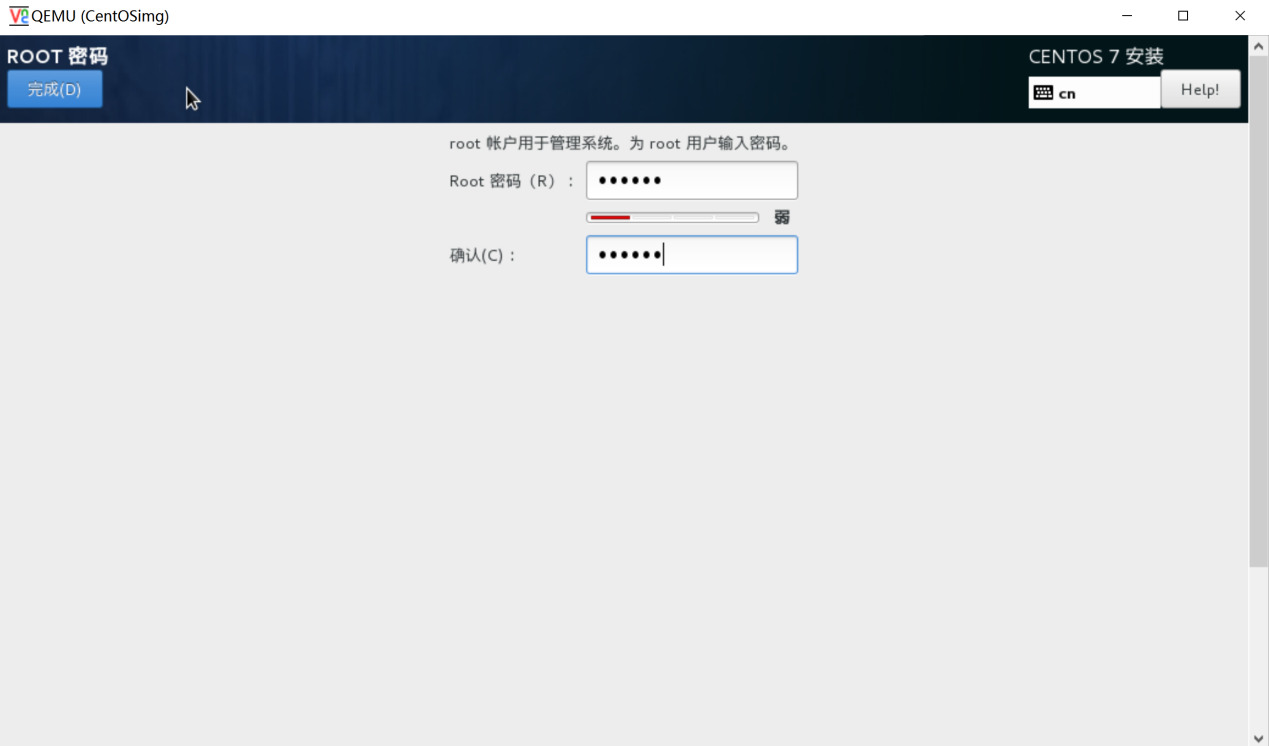 QEMU (CentOSimg)
ROOT 密码
CENTOS 7 安装
完成(D)
cn
Help!
root 帐户用于管理系统。为 root 用户输入密码。
Root 密码（R）：
••••••
弱
确认(C)：
••••••